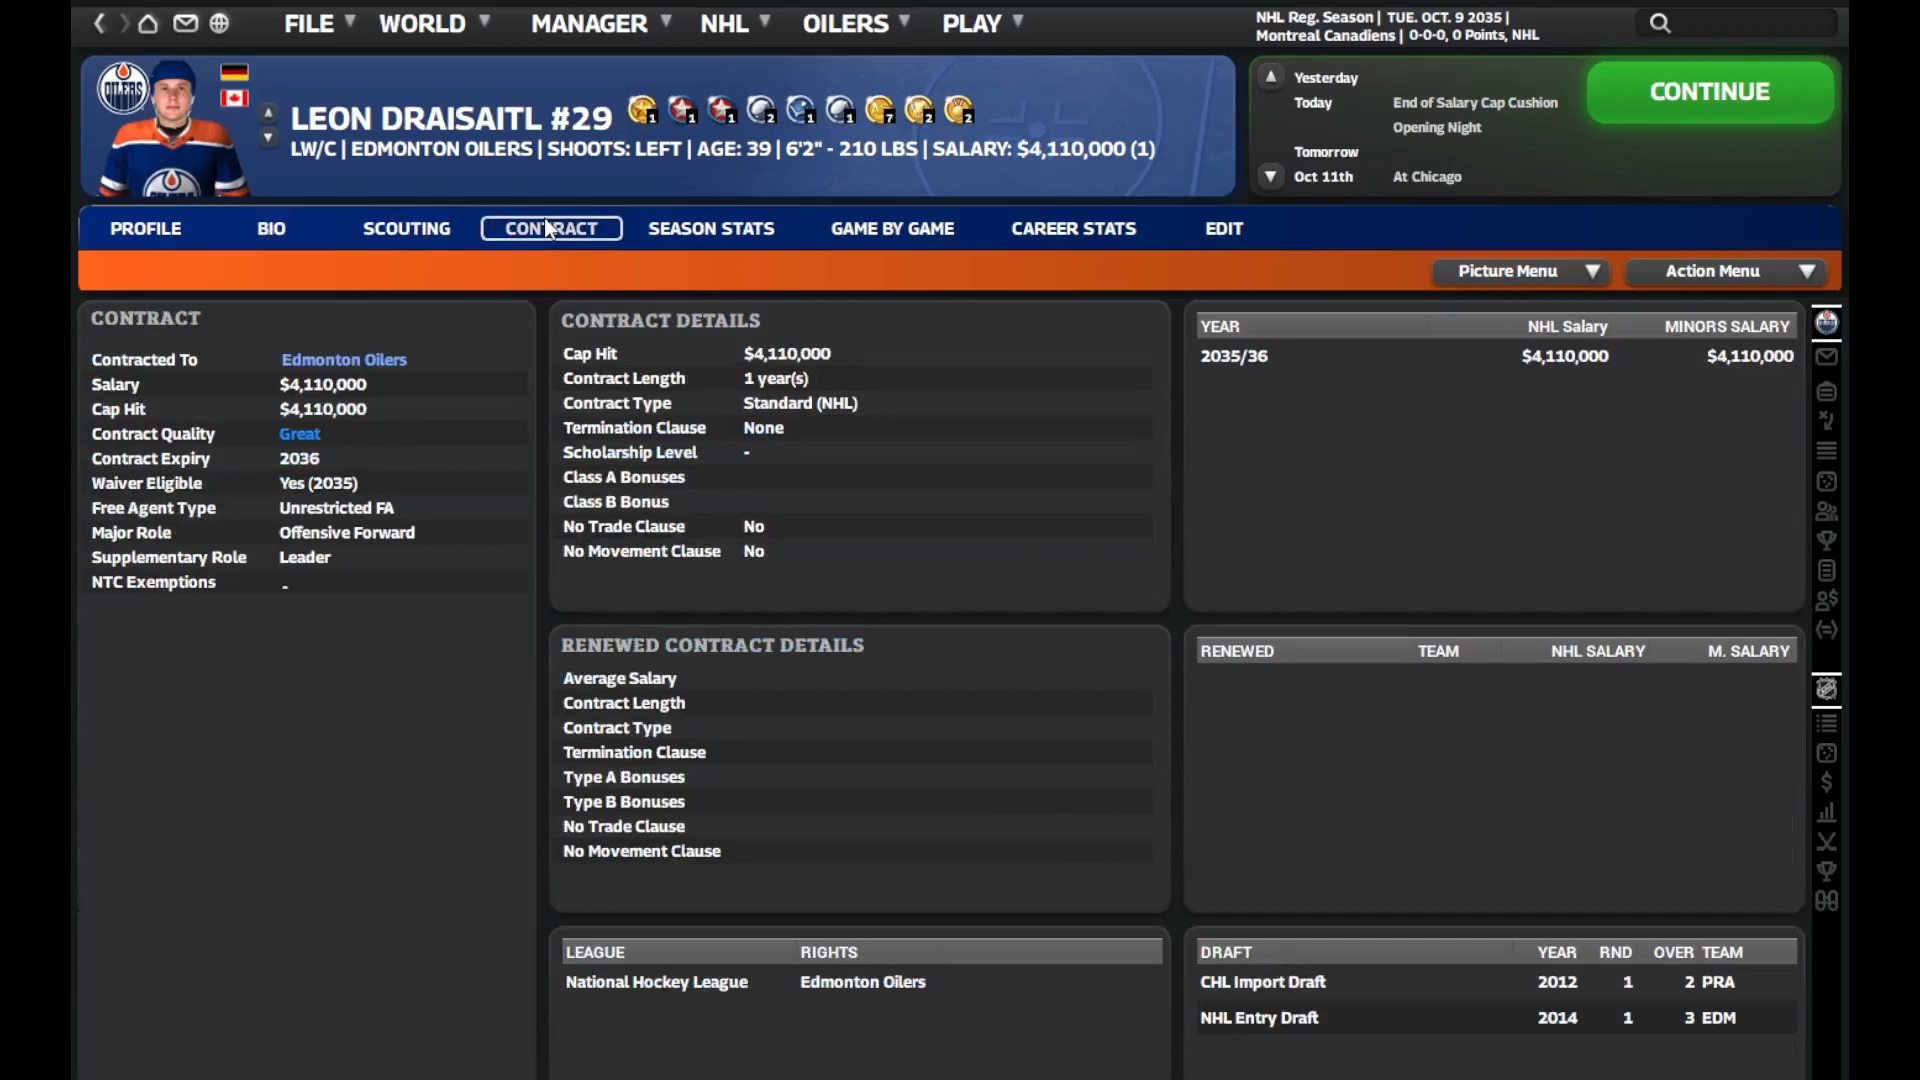 FILE WORLD MANAGER NHL OILERS PLAY
NHL Reg. Season | TUE. OCT. 9 2035 |
Montreal Canadiens | 0-0-0, 0 Points, NHL
OILERS
LEON DRAISAITL #29 1 1 1 2 1 1 7 2 2
LW/C | EDMONTON OILERS | SHOOTS: LEFT | AGE: 39 | 6'2" - 210 LBS | SALARY: $4,110,000 (1)
Yesterday
Today End of Salary Cap Cushion
Opening Night
Tomorrow
Oct 11th At Chicago
CONTINUE
PROFILE BIO SCOUTING CONTRACT SEASON STATS GAME BY GAME CAREER STATS EDIT
Picture Menu Action Menu
CONTRACT
Contracted To Edmonton Oilers
Salary $4,110,000
Cap Hit $4,110,000
Contract Quality Great
Contract Expiry 2036
Waiver Eligible Yes (2035)
Free Agent Type Unrestricted FA
Major Role Offensive Forward
Supplementary Role Leader
NTC Exemptions -
CONTRACT DETAILS
Cap Hit $4,110,000
Contract Length 1 year(s)
Contract Type Standard (NHL)
Termination Clause None
Scholarship Level -
Class A Bonuses
Class B Bonus
No Trade Clause No
No Movement Clause No
YEAR NHL Salary MINORS SALARY
2035/36 $4,110,000 $4,110,000
RENEWED CONTRACT DETAILS
Average Salary
Contract Length
Contract Type
Termination Clause
Type A Bonuses
Type B Bonuses
No Trade Clause
No Movement Clause
RENEWED TEAM NHL SALARY M. SALARY
LEAGUE RIGHTS
National Hockey League Edmonton Oilers
DRAFT YEAR RND OVER TEAM
CHL Import Draft 2012 1 2 PRA
NHL Entry Draft 2014 1 3 EDM